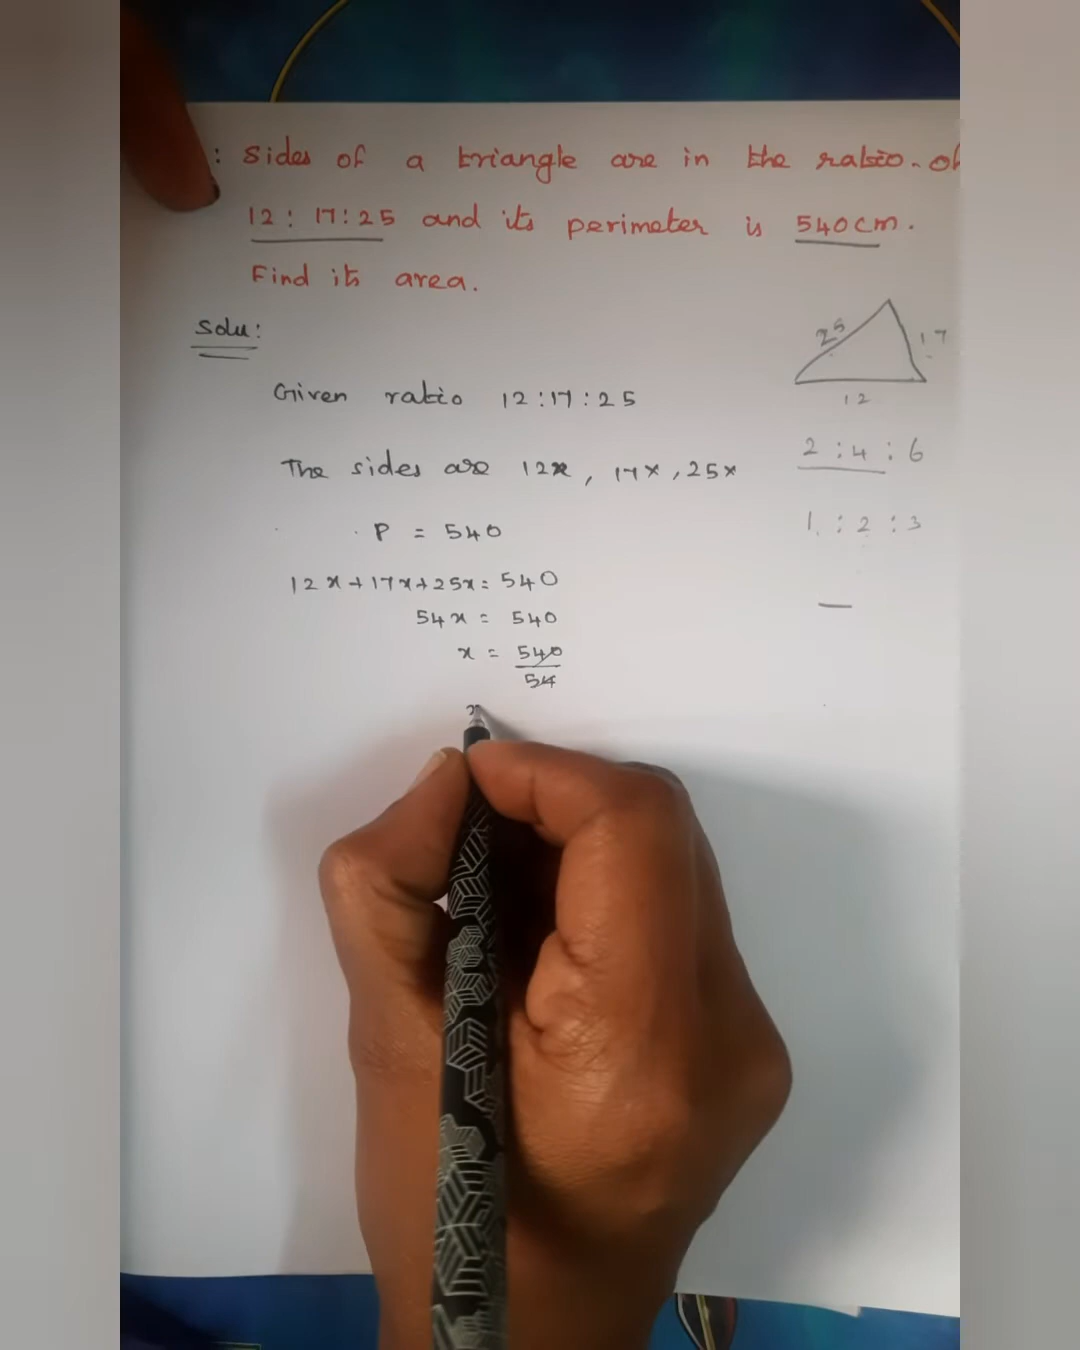 : Sides of a triangle are in the ratio of
12 : 17 : 25 and its perimeter is 540cm.
Find its area.
Solu:
25
17
12
Given ratio 12:17:25
2 : 4 : 6
The sides are 12x, 17x, 25x
1 : 2 : 3
P = 540
12x+17x+25x= 540
54x = 540
x = 540
54
x